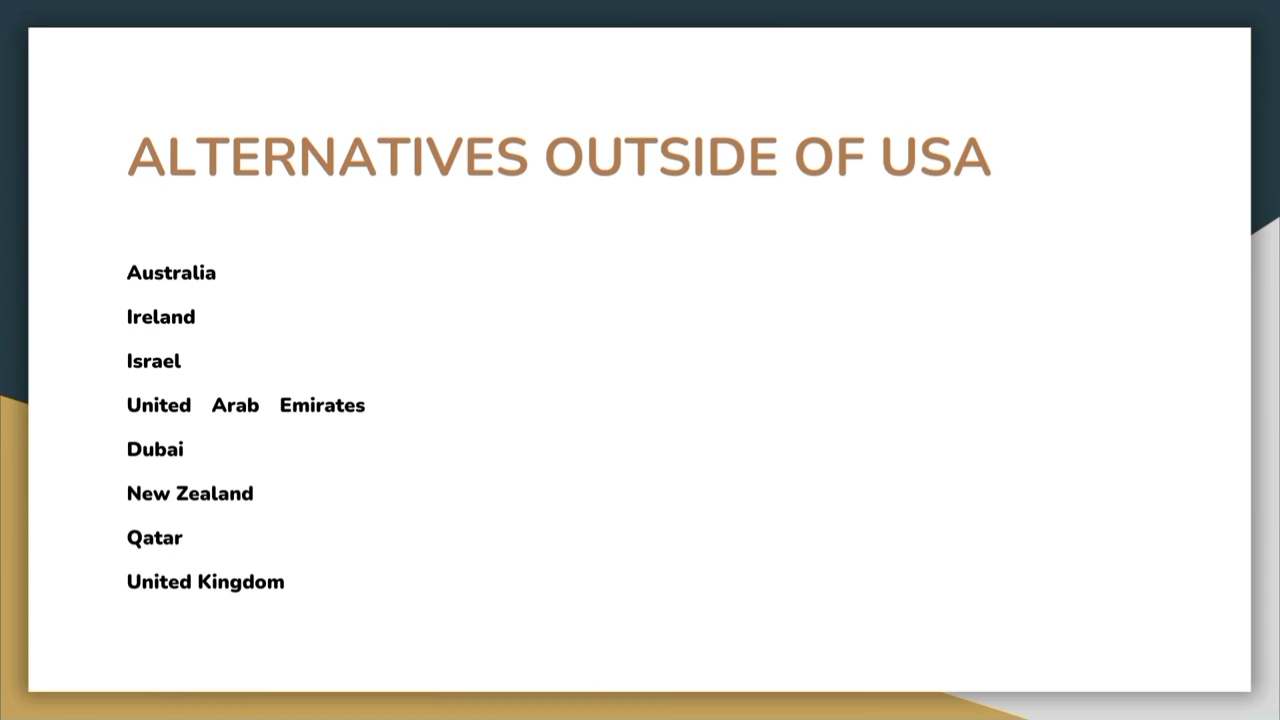 ALTERNATIVES OUTSIDE OF USA
Australia
Ireland
Israel
United Arab Emirates
Dubai
New Zealand
Qatar
United Kingdom